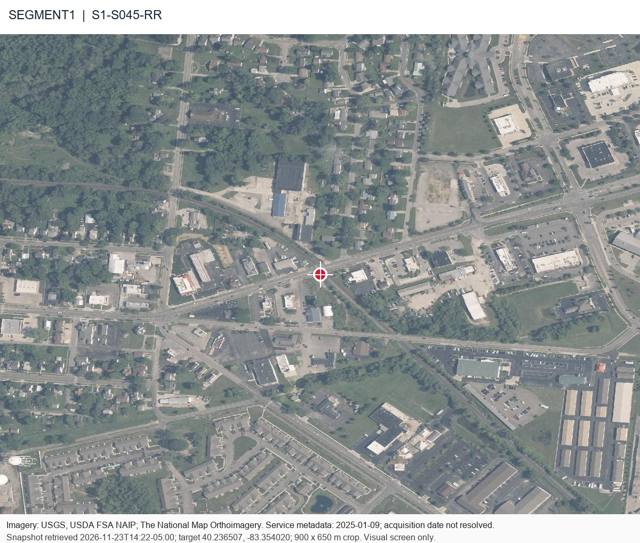 SEGMENT1 | S1-S045-RR
Imagery: USGS, USDA FSA NAIP; The National Map Orthoimagery. Service metadata: 2025-01-09; acquisition date not resolved.
Snapshot retrieved 2026-11-23T14:22-05:00; target 40.236507, -83.354020; 900 x 650 m crop. Visual screen only.